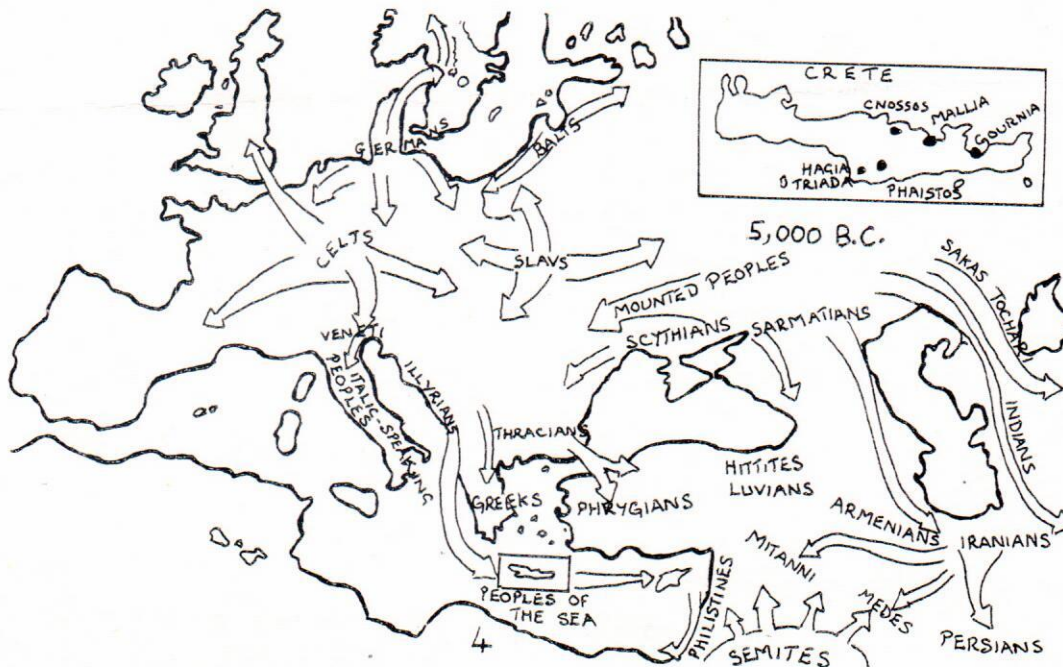 CRETE
CNOSSOS
MALLIA
GOURNIA
HAGIA
TRIADA
PHAISTOS
5,000 B.C.
GERMANS
BALTS
CELTS
SLAVS
MOUNTED PEOPLES
SAKAS TOCHARI
SCYTHIANS
SARMATIANS
VENETI
ITALIC-SPEAKING
PEOPLES
ILLYRIANS
INDIANS
THRACIANS
HITTITES
LUVIANS
GREEKS
PHRYGIANS
ARMENIANS
IRANIANS
MITANNI
MEDES
PEOPLES OF
THE SEA
PHILISTINES
SEMITES
PERSIANS
4